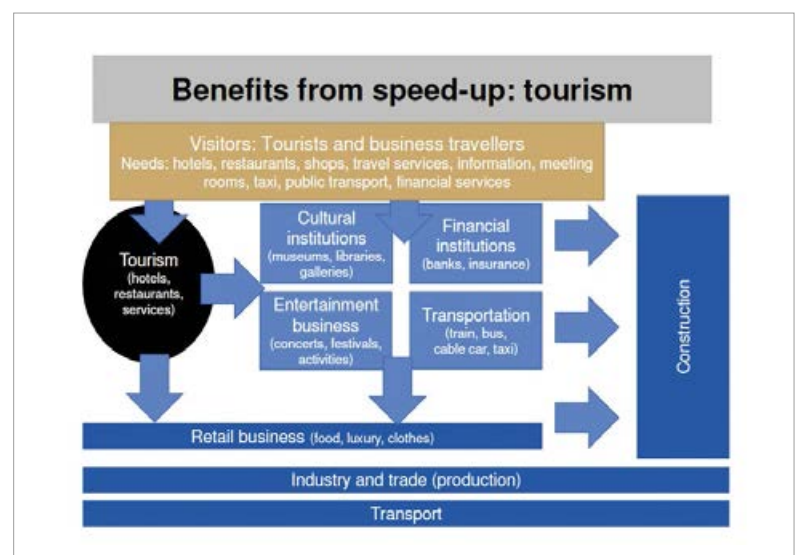 Benefits from speed-up: tourism
Visitors: Tourists and business travellers
Needs: hotels, restaurants, shops, travel services, information, meeting
rooms, taxi, public transport, financial services
Tourism
(hotels,
restaurants,
services)
Cultural
institutions
(museums, libraries,
galleries)
Financial
institutions
(banks, insurance)
Entertainment
business
(concerts, festivals,
activities)
Transportation
(train, bus,
cable car, taxi)
Construction
Retail business (food, luxury, clothes)
Industry and trade (production)
Transport